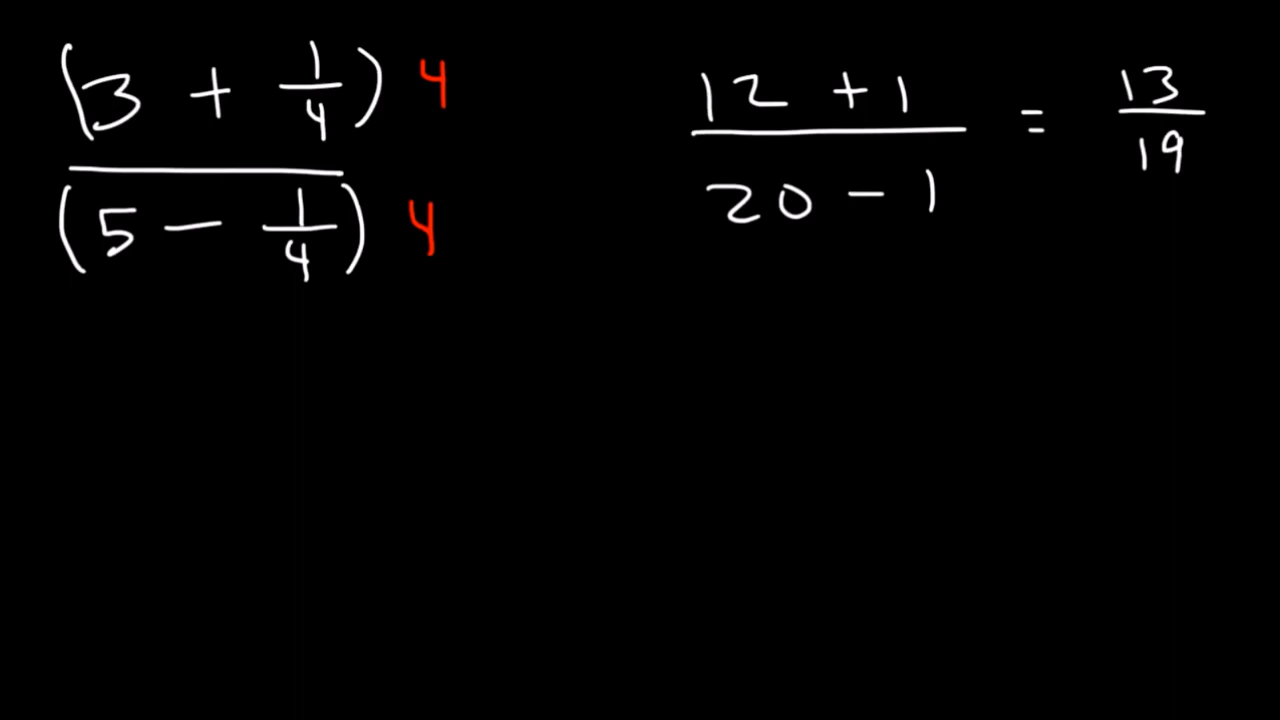 (3 + 1/4) 4
(5 - 1/4) 4
12 + 1
20 - 1
= 13/19